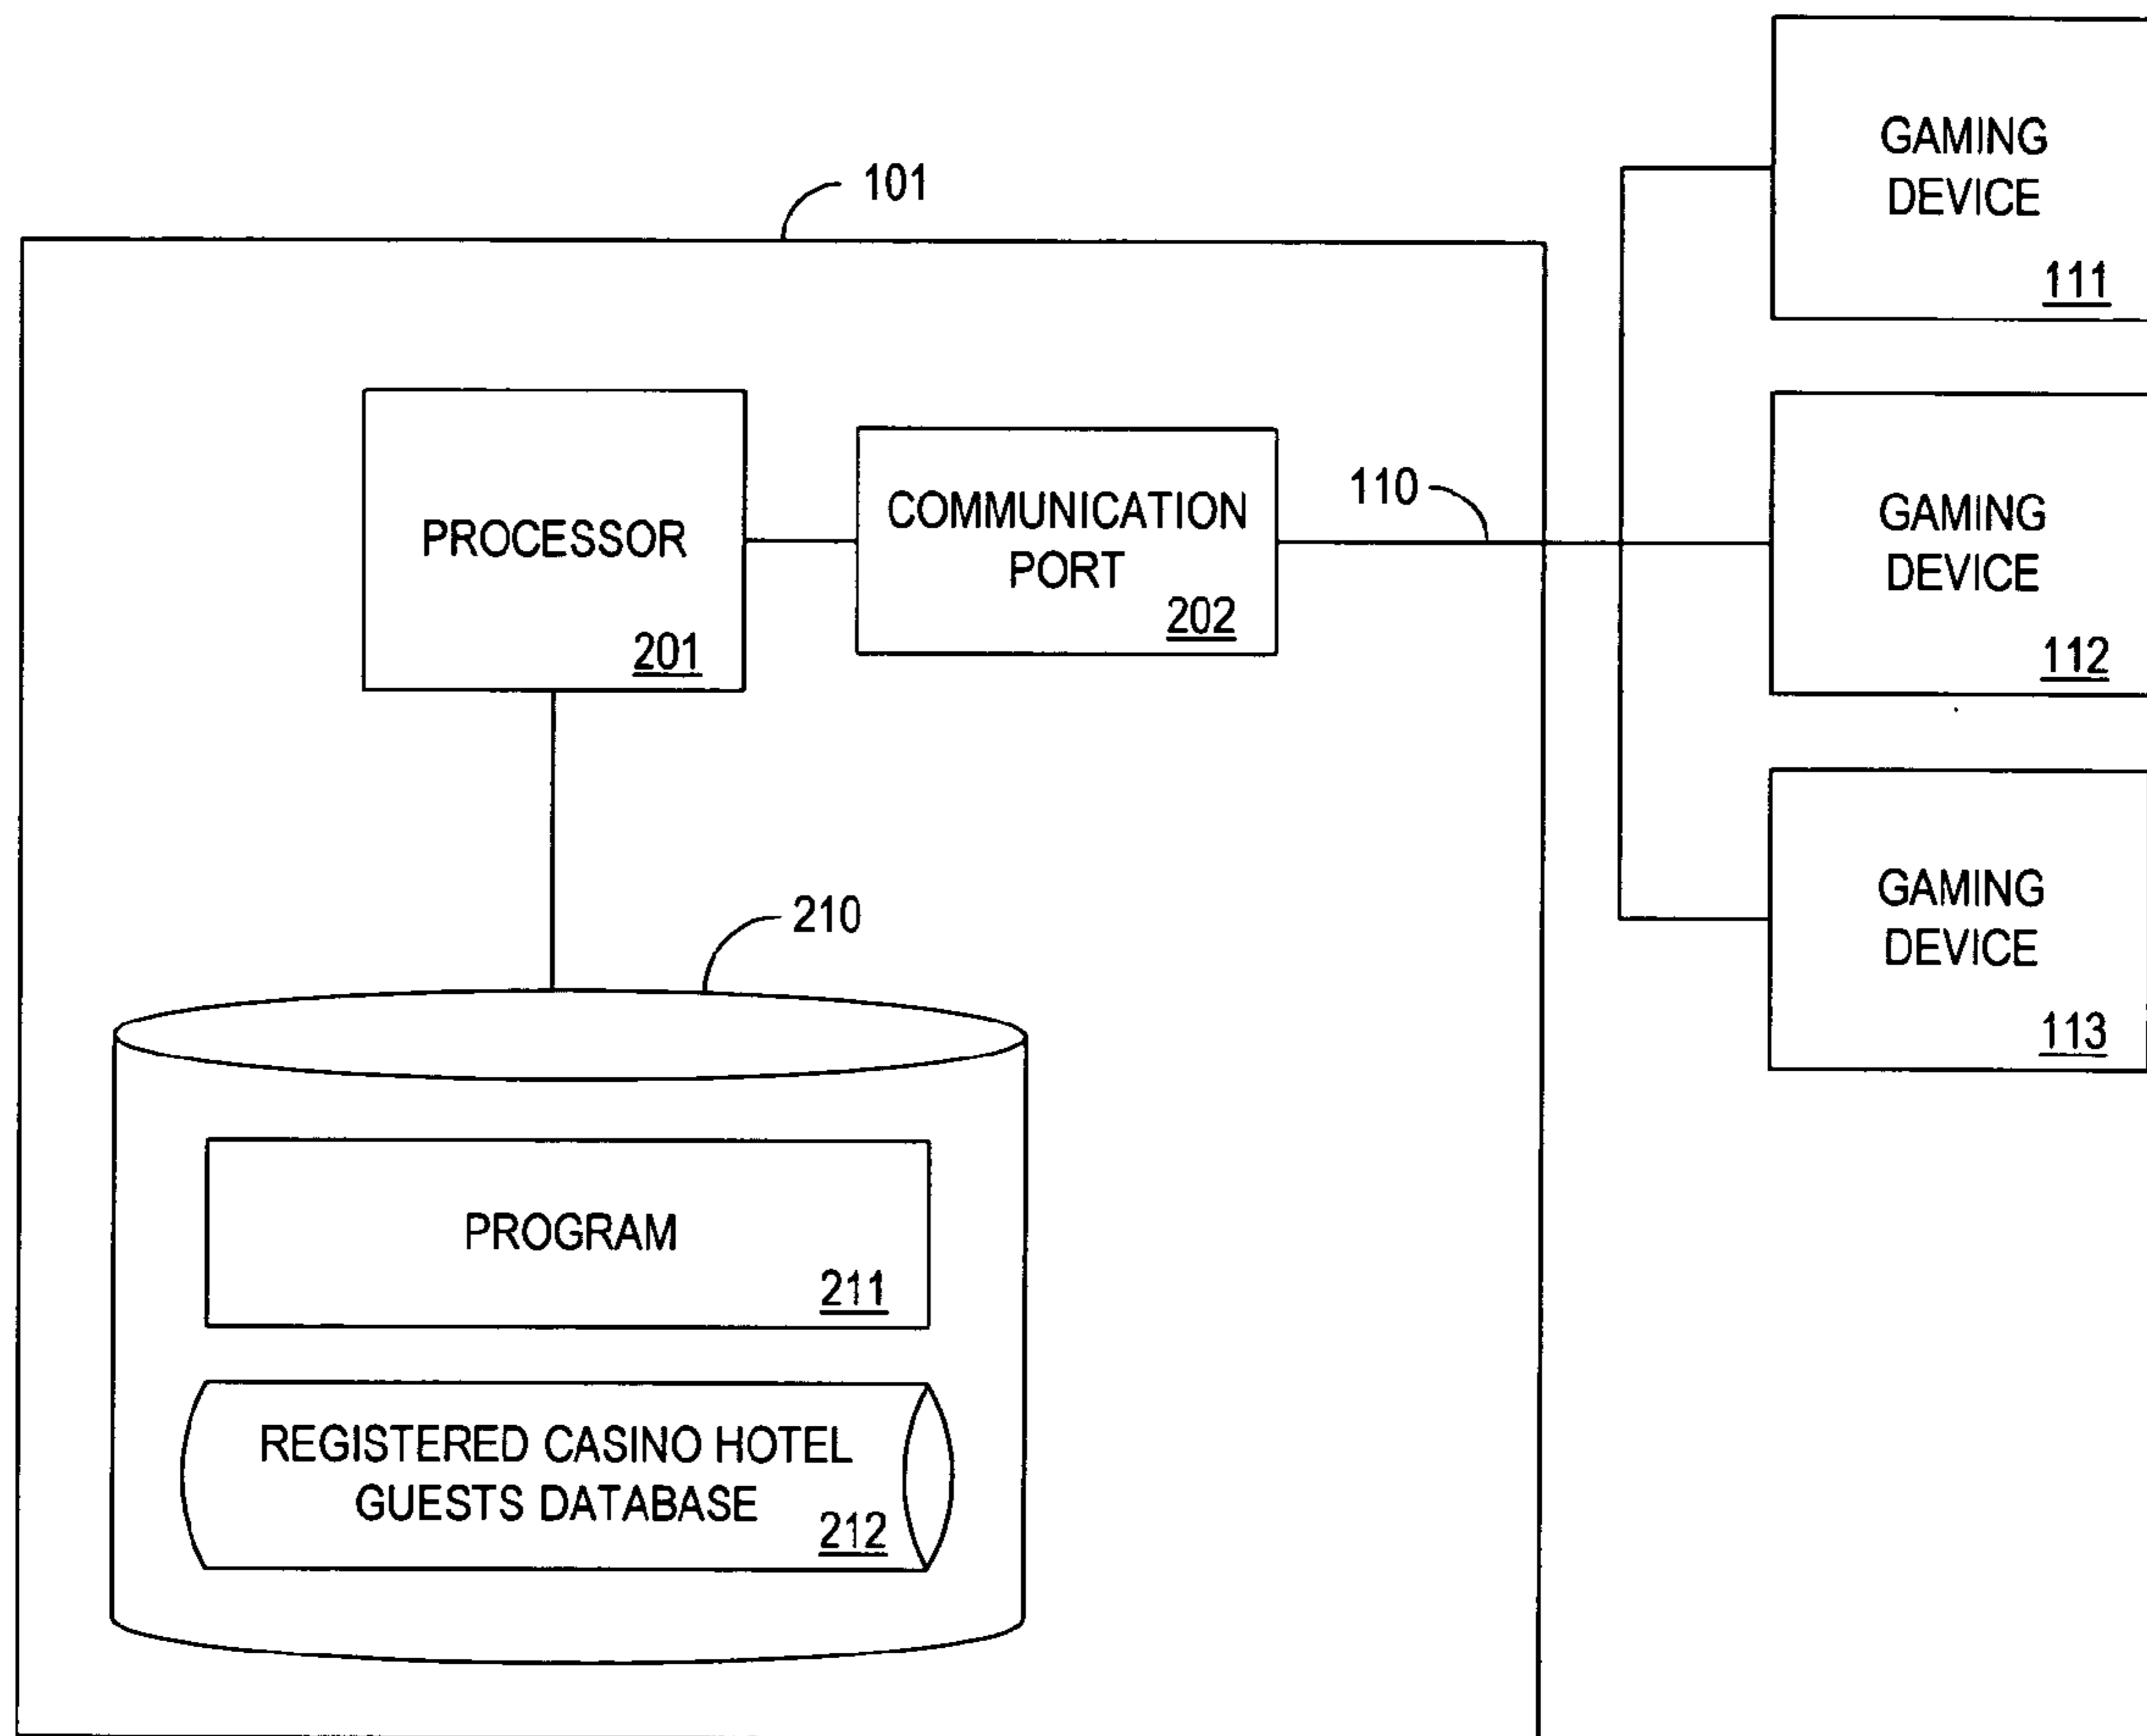 101
GAMING
DEVICE
111
PROCESSOR
201
COMMUNICATION
PORT
202
110
GAMING
DEVICE
112
GAMING
DEVICE
113
210
PROGRAM
211
REGISTERED CASINO HOTEL
GUESTS DATABASE
212